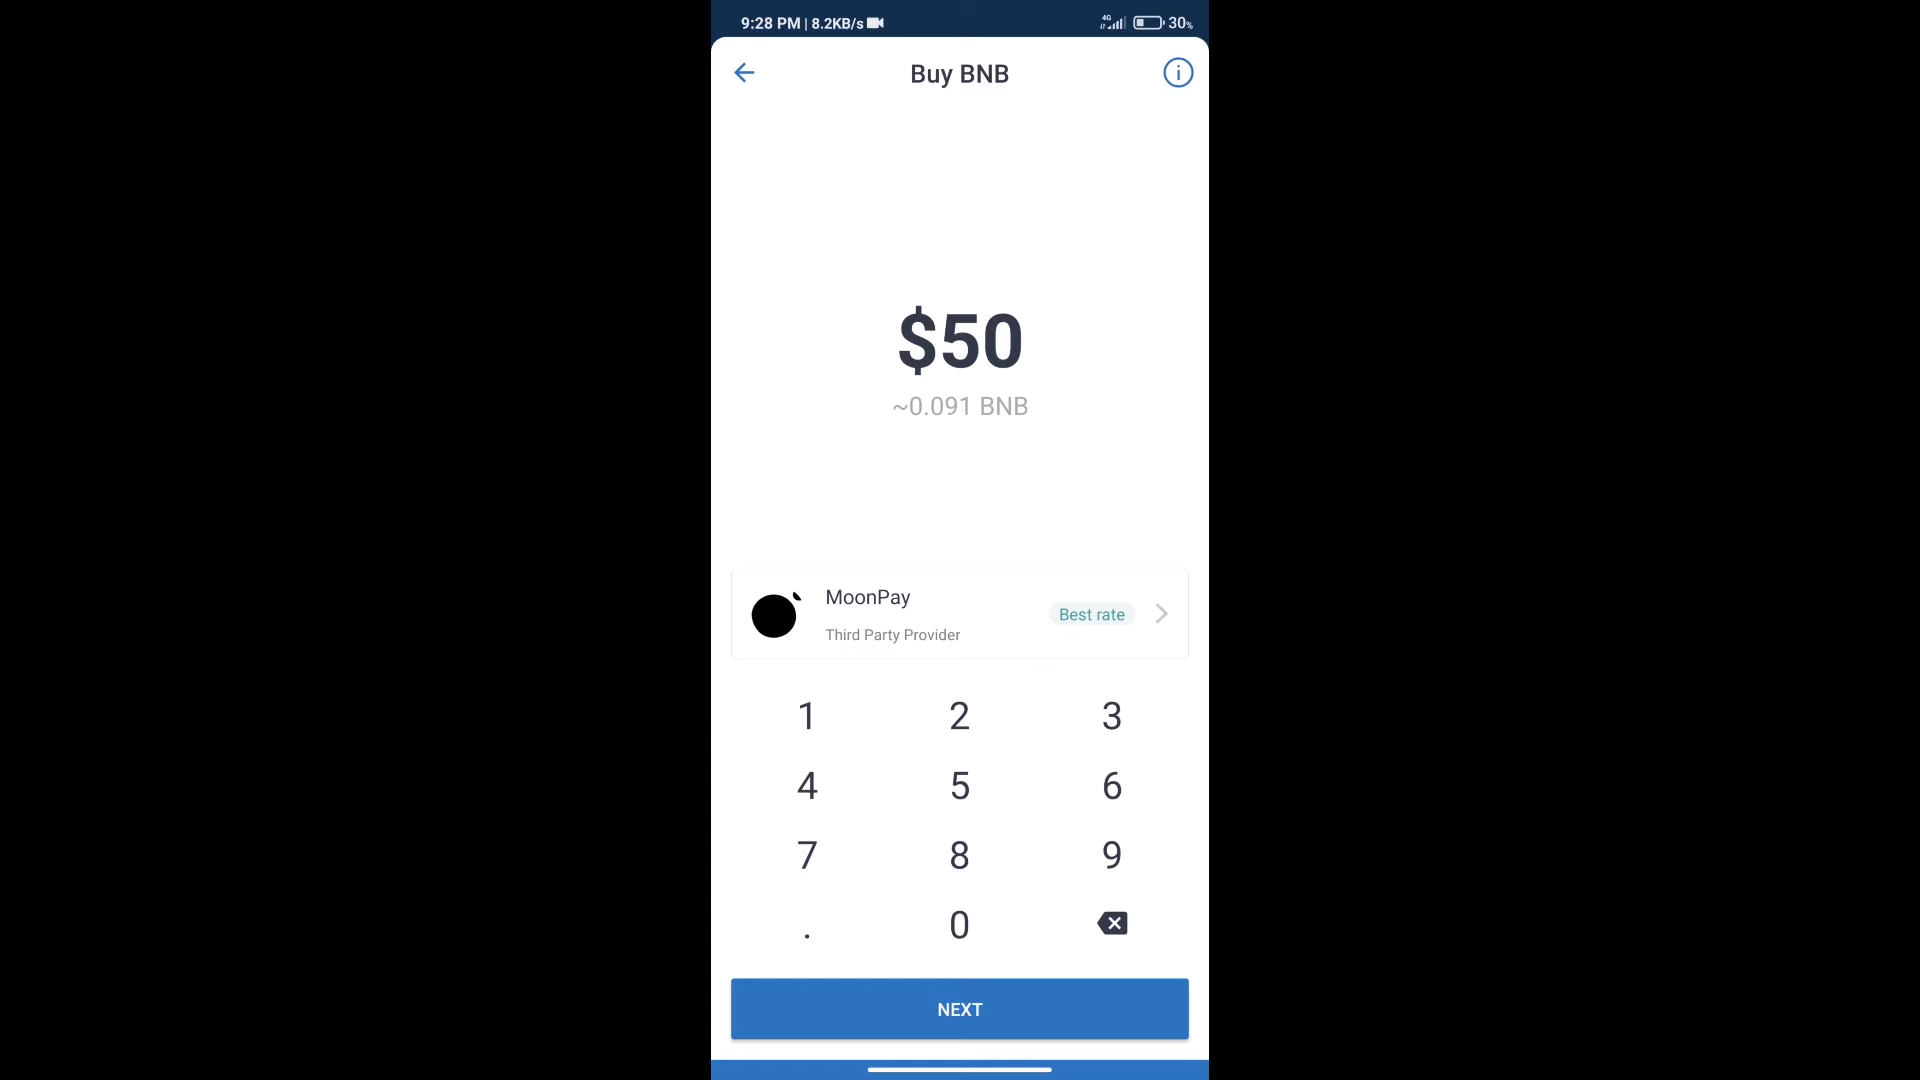 9:28 PM | 8.2KB/s 4G 30%
Buy BNB
$50
~0.091 BNB
MoonPay
Third Party Provider
Best rate
1 2 3
4 5 6
7 8 9
. 0
NEXT